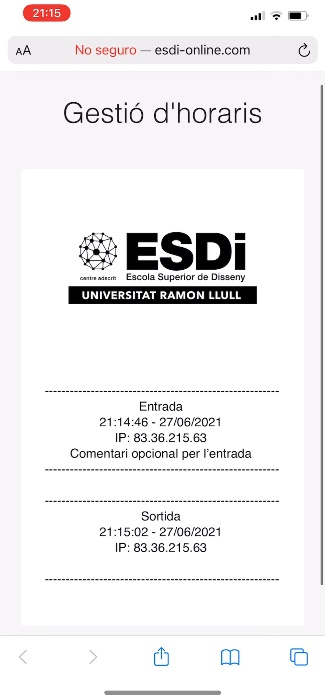 21:15
AA
No seguro — esdi-online.com
Gestió d'horaris
ESDi
centre adscrit
Escola Superior de Disseny
UNIVERSITAT RAMON LLULL
Entrada
21:14:46 - 27/06/2021
IP: 83.36.215.63
Comentari opcional per l'entrada
Sortida
21:15:02 - 27/06/2021
IP: 83.36.215.63